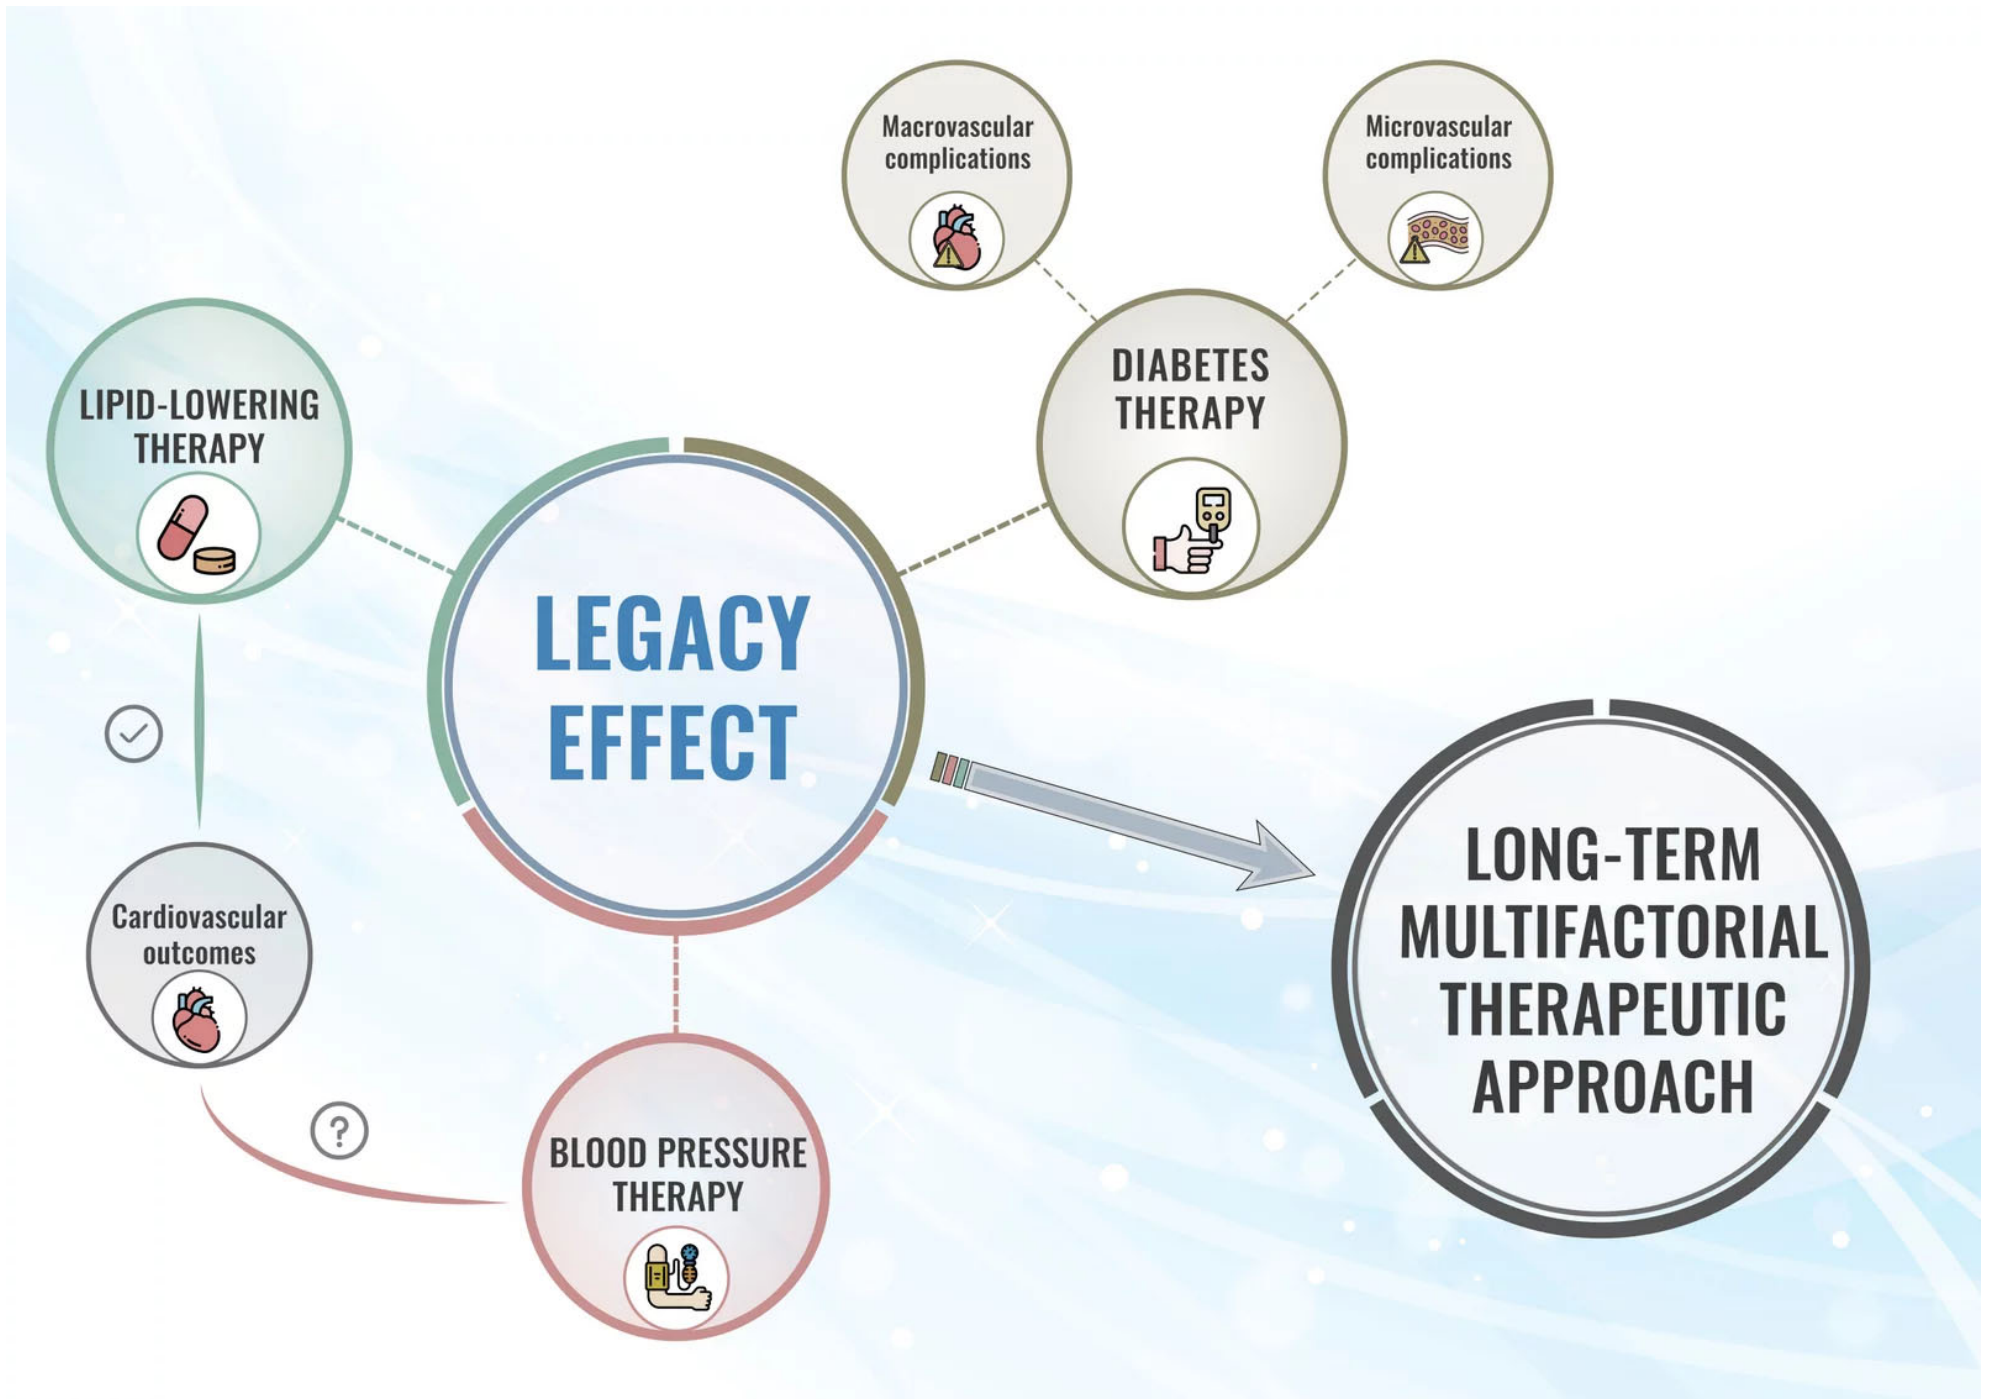 Macrovascular
complications
Microvascular
complications
DIABETES
THERAPY
LIPID-LOWERING
THERAPY
LEGACY
EFFECT
Cardiovascular
outcomes
?
BLOOD PRESSURE
THERAPY
LONG-TERM
MULTIFACTORIAL
THERAPEUTIC
APPROACH